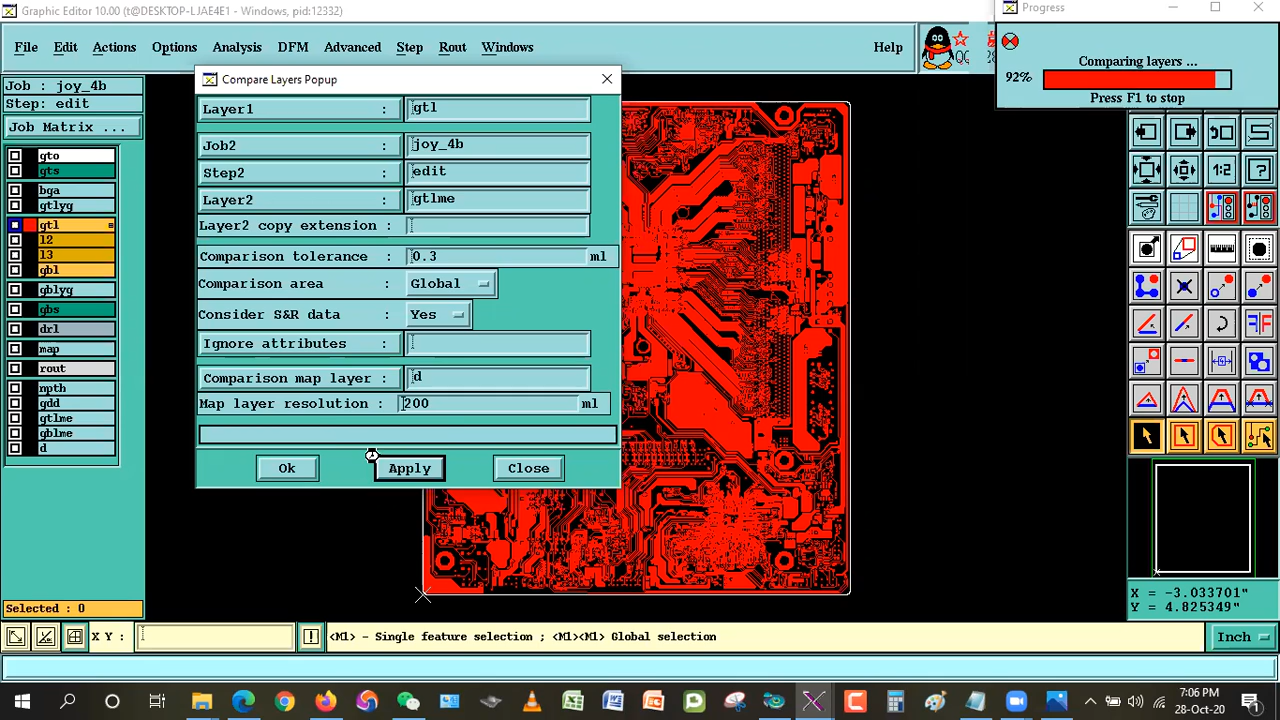 Graphic Editor 10.00 (t@DESKTOP-LJAE4E1 - Windows, pid:12332)
Progress
File Edit Actions Options Analysis DFM Advanced Step Rout Windows Help
QQ
Comparing layers ...
92%
Press F1 to stop
Job : joy_4b
Step: edit
Job Matrix ...
gto
gts
bga
gtlyg
gtl
l2
l3
gbl
gblyg
gbs
drl
map
rout
npth
gdd
gtlme
gblme
d
Compare Layers Popup
Layer1 : gtl
Job2 : joy_4b
Step2 : edit
Layer2 : gtlme
Layer2 copy extension :
Comparison tolerance : 0.3 ml
Comparison area : Global
Consider S&R data : Yes
Ignore attributes :
Comparison map layer : d
Map layer resolution : 200 ml
Ok Apply Close
1:2
?
X = -3.033701"
Y = 4.825349"
Selected : 0
X Y :
! <M1> - Single feature selection ; <M1><M1> Global selection
Inch
7:06 PM
28-Oct-20